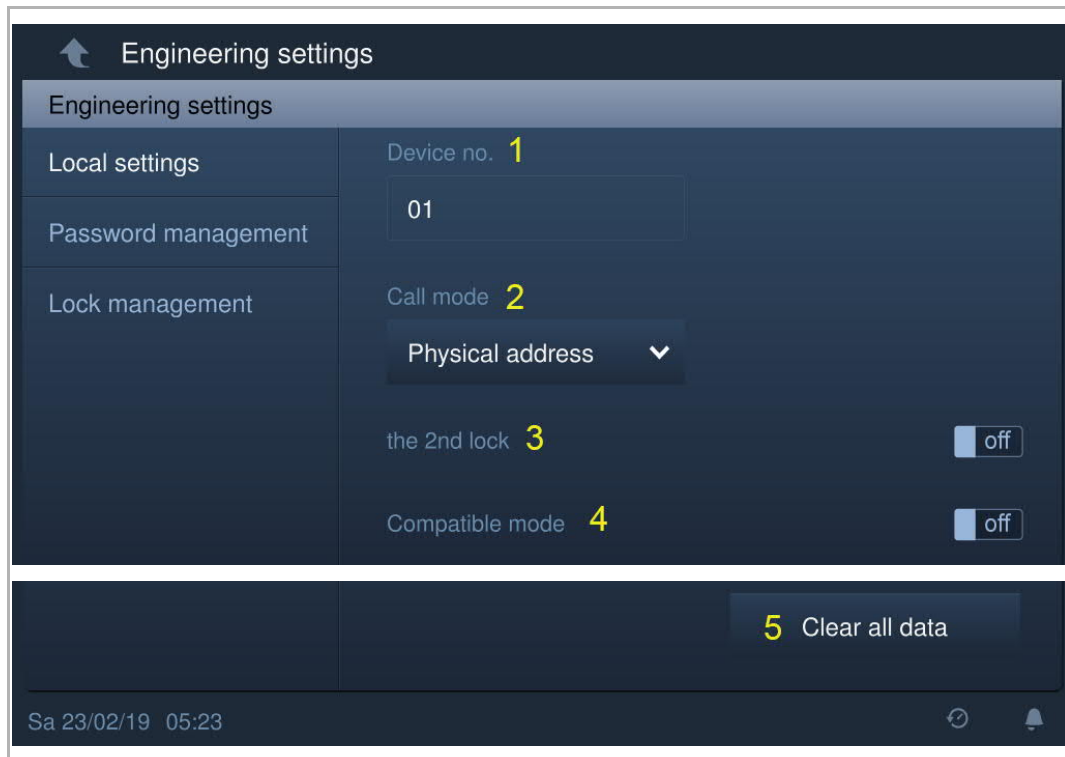 Engineering settings
Engineering settings
Local settings
Password management
Lock management
Device no. 1
01
Call mode 2
Physical address
the 2nd lock 3
off
Compatible mode 4
off
5 Clear all data
Sa 23/02/19 05:23